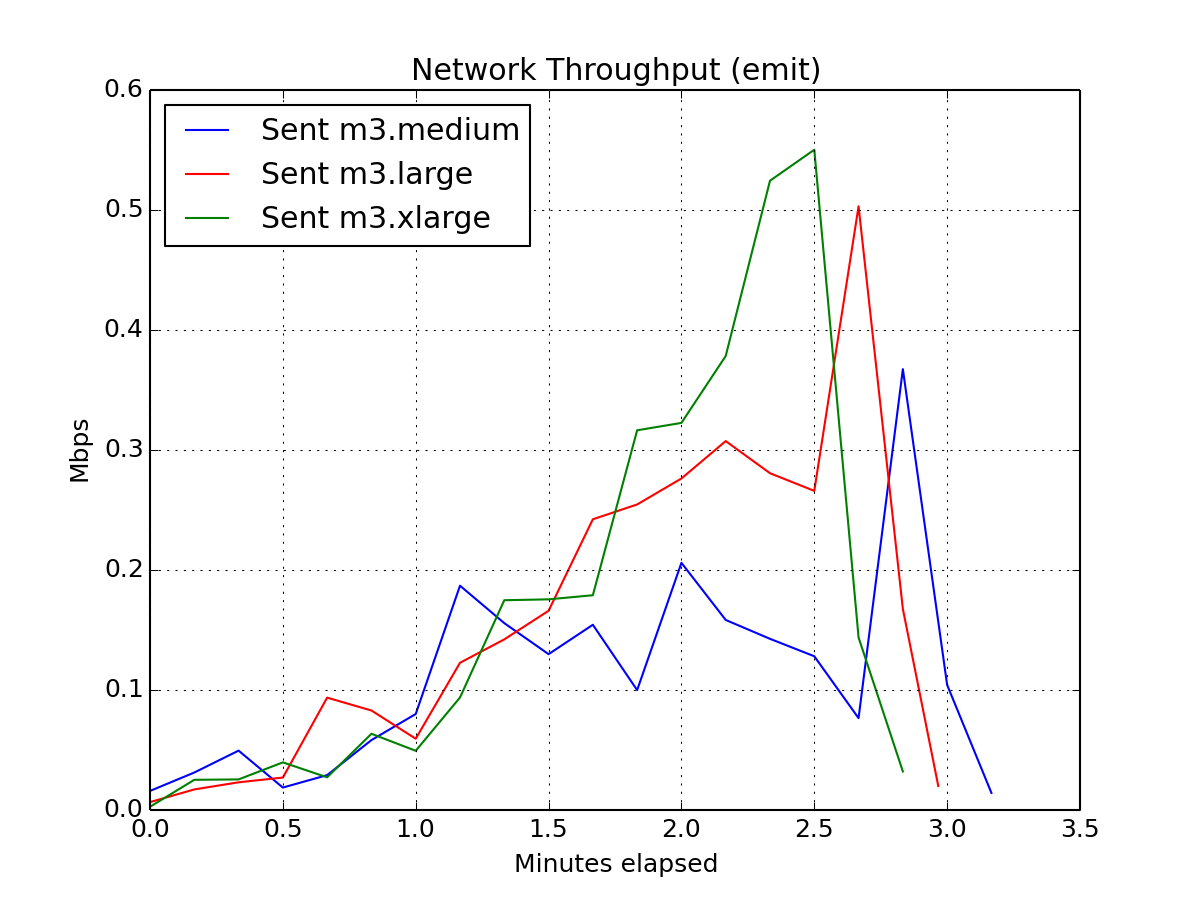 Network Throughput (emit)
Sent m3.medium
Sent m3.large
Sent m3.xlarge
0.6
0.5
0.4
0.3
0.2
0.1
0.0
Mbps
0.0 0.5 1.0 1.5 2.0 2.5 3.0 3.5
Minutes elapsed